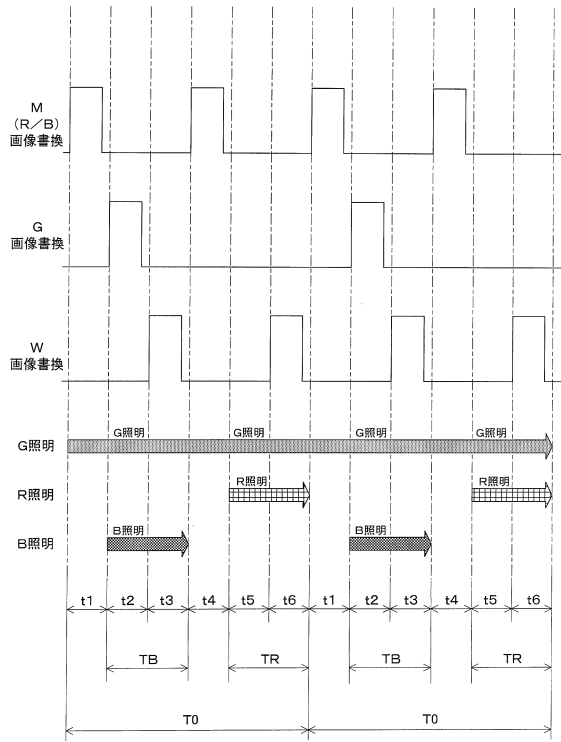 M
(R/B)
画像書換
G
画像書換
W
画像書換
G照明 G照明 G照明 G照明 G照明
R照明 R照明 R照明
B照明 B照明 B照明
t1 t2 t3 t4 t5 t6 t1 t2 t3 t4 t5 t6
TB TR TB TR
T0 T0